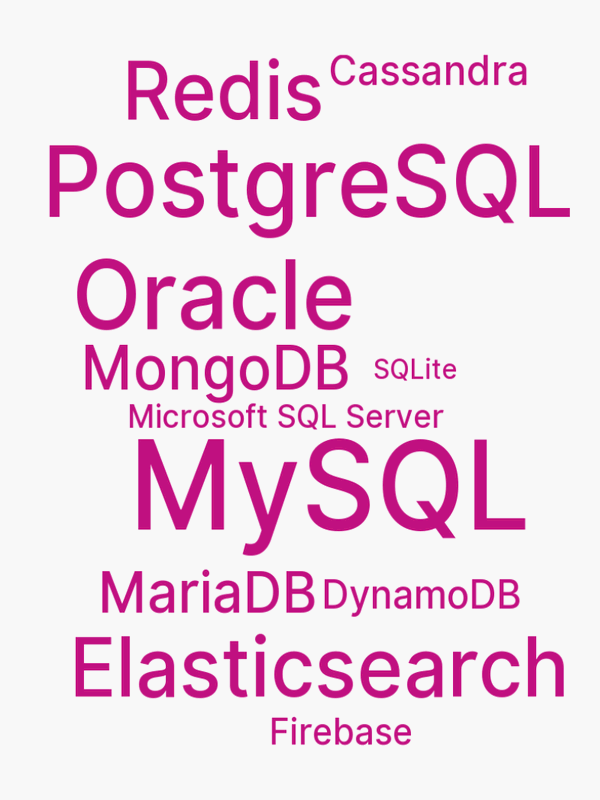 Redis Cassandra
PostgreSQL
Oracle
MongoDB SQLite
Microsoft SQL Server
MySQL
MariaDB DynamoDB
Elasticsearch
Firebase